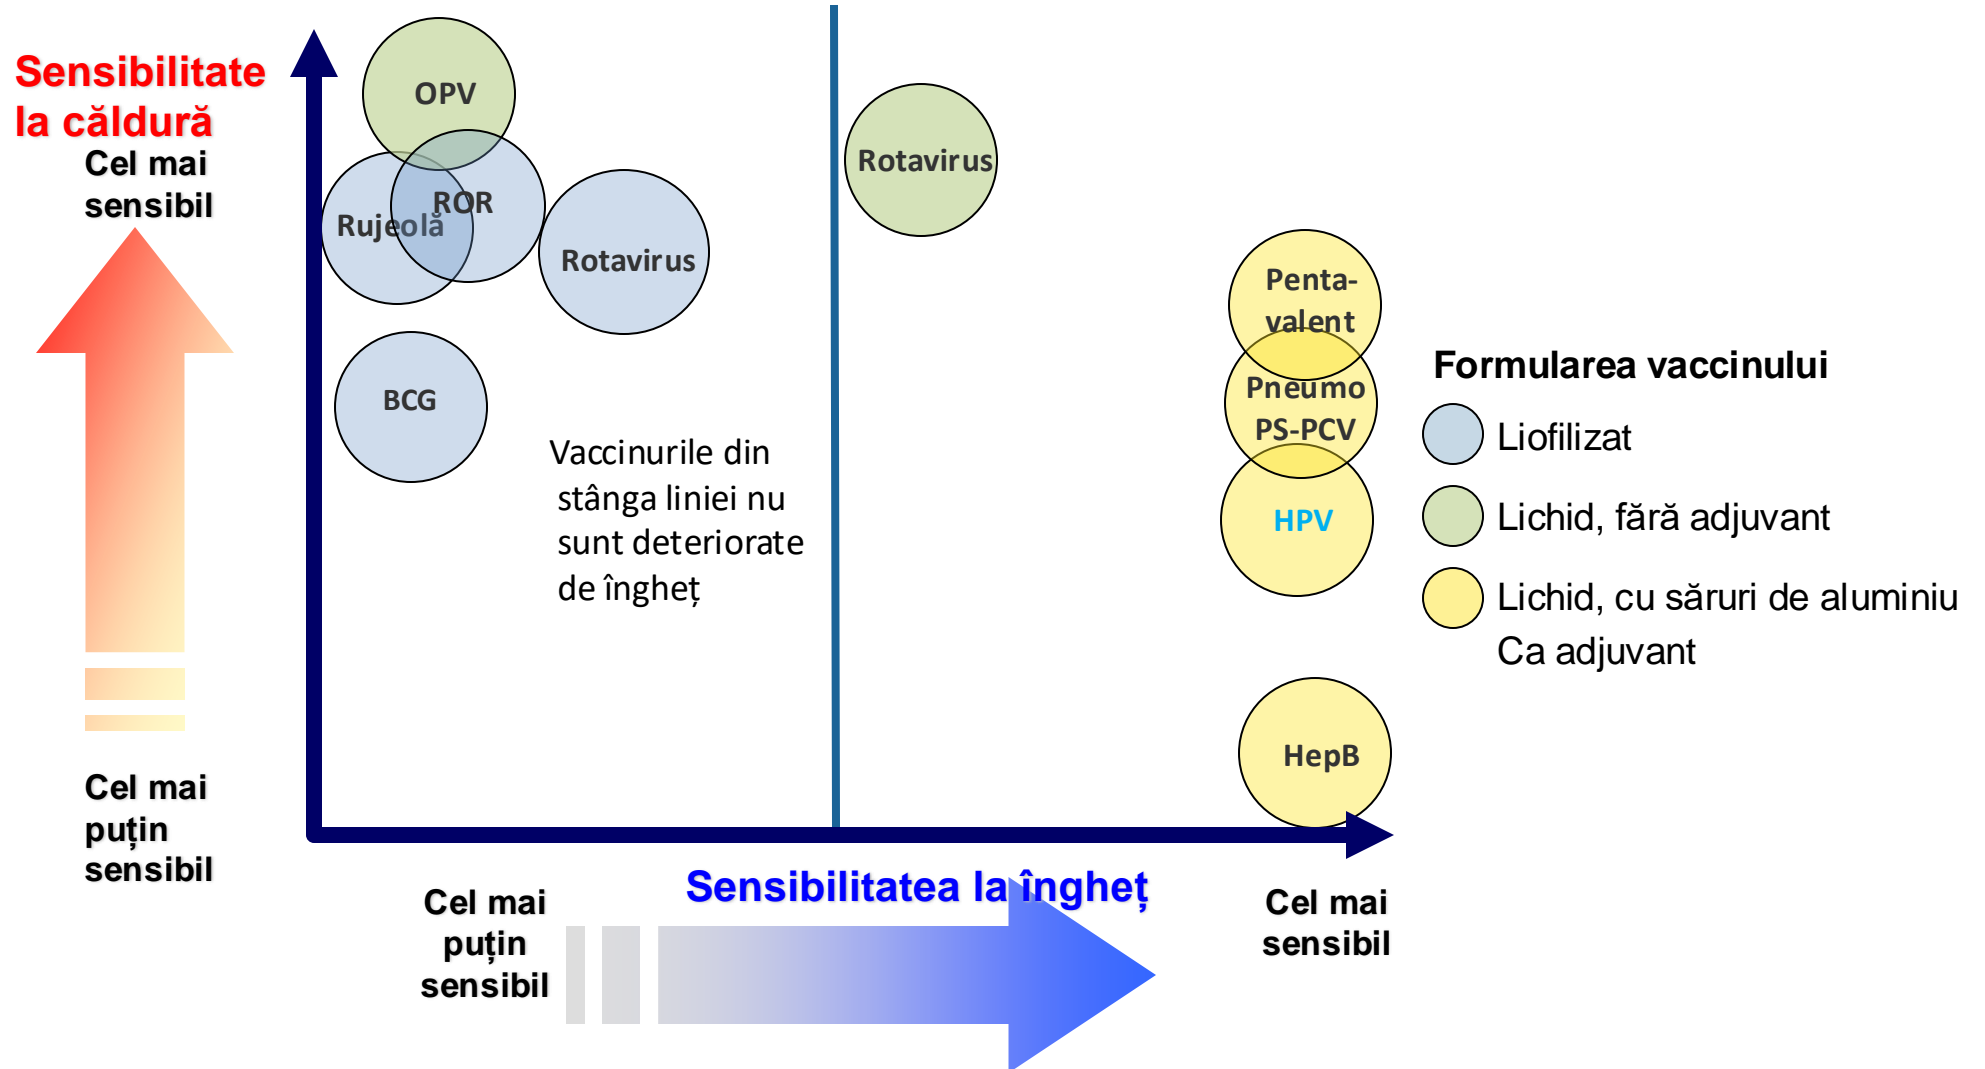 Sensibilitate
la căldură
Cel mai
sensibil
Cel mai
puțin
sensibil
OPV
ROR
Rujeolă
Rotavirus
BCG
Vaccinurile din
stânga liniei nu
sunt deteriorate
de îngheț
Rotavirus
Penta-
valent
Pneumo
PS-PCV
HPV
HepB
Formularea vaccinului
Liofilizat
Lichid, fără adjuvant
Lichid, cu săruri de aluminiu
Ca adjuvant
Sensibilitatea la îngheț
Cel mai
puțin
sensibil
Cel mai
sensibil